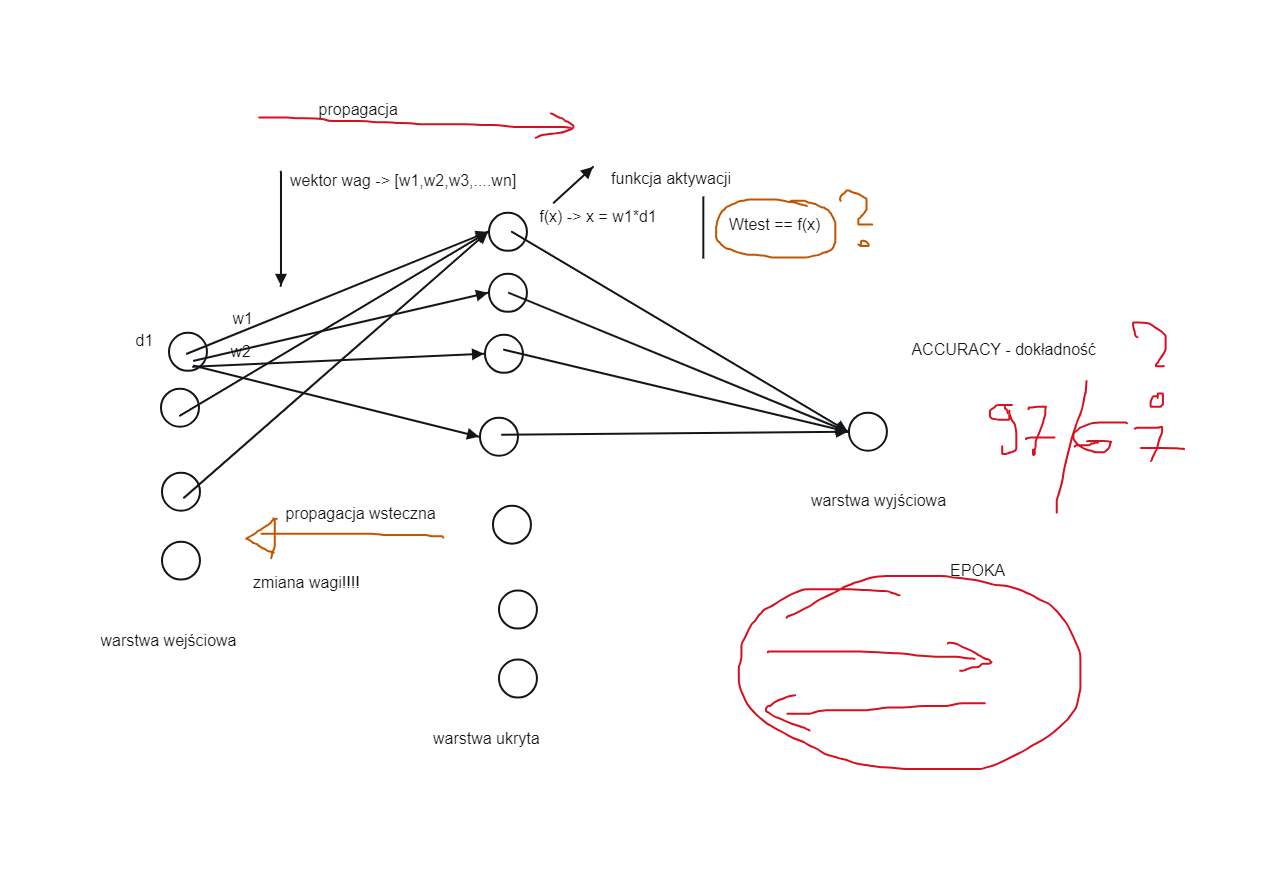 propagacja
wektor wag -> [w1,w2,w3,....wn]
funkcja aktywacji
f(x) -> x = w1*d1
Wtest == f(x)
?
w1
d1
w2
ACCURACY - dokładność
?
97
7
warstwa wyjściowa
propagacja wsteczna
zmiana wagi!!!!
EPOKA
warstwa wejściowa
warstwa ukryta